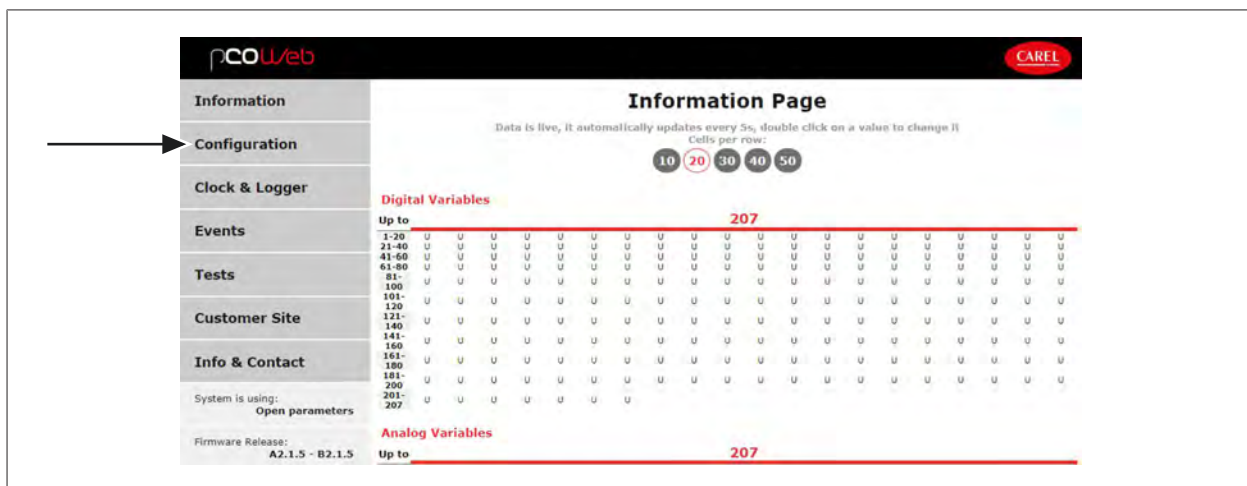 pCOWeb
CAREL
Information
Configuration
Clock & Logger
Events
Tests
Customer Site
Info & Contact
System is using:
Open parameters
Firmware Release:
A2.1.5 - B2.1.5
Information Page
Data is live, it automatically updates every 5s, double click on a value to change it
Cells per row:
10 20 30 40 50
Digital Variables
Up to 207
1-20 U U U U U U U U U U U U U U U U U U U U
21-40 U U U U U U U U U U U U U U U U U U U U
41-60 U U U U U U U U U U U U U U U U U U U U
61-80 U U U U U U U U U U U U U U U U U U U U
81-
100 U U U U U U U U U U U U U U U U U U U U
101-
120 U U U U U U U U U U U U U U U U U U U U
121-
140 U U U U U U U U U U U U U U U U U U U U
141-
160 U U U U U U U U U U U U U U U U U U U U
161-
180 U U U U U U U U U U U U U U U U U U U U
181-
200 U U U U U U U U U U U U U U U U U U U U
201-
207 U U U U U U U
Analog Variables
Up to 207